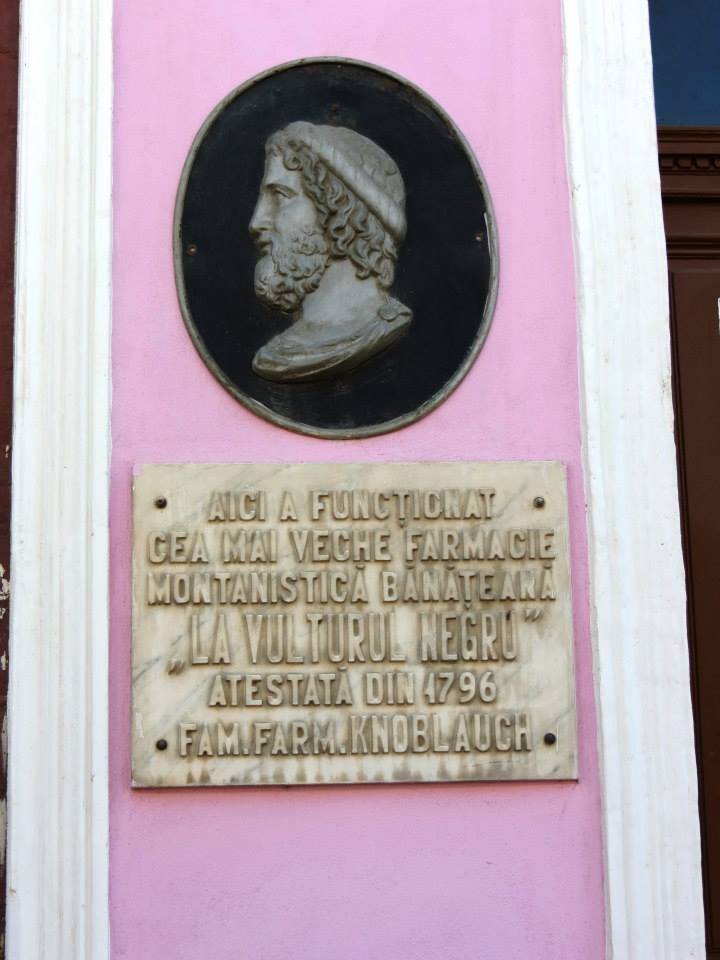 AICI A FUNCȚIONAT
CEA MAI VECHE FARMACIE
MONTANISTICĂ BĂNĂȚEANĂ
„LA VULTURUL NEGRU”
ATESTATĂ DIN 1796
FAM. FARM. KNOBLAUCH